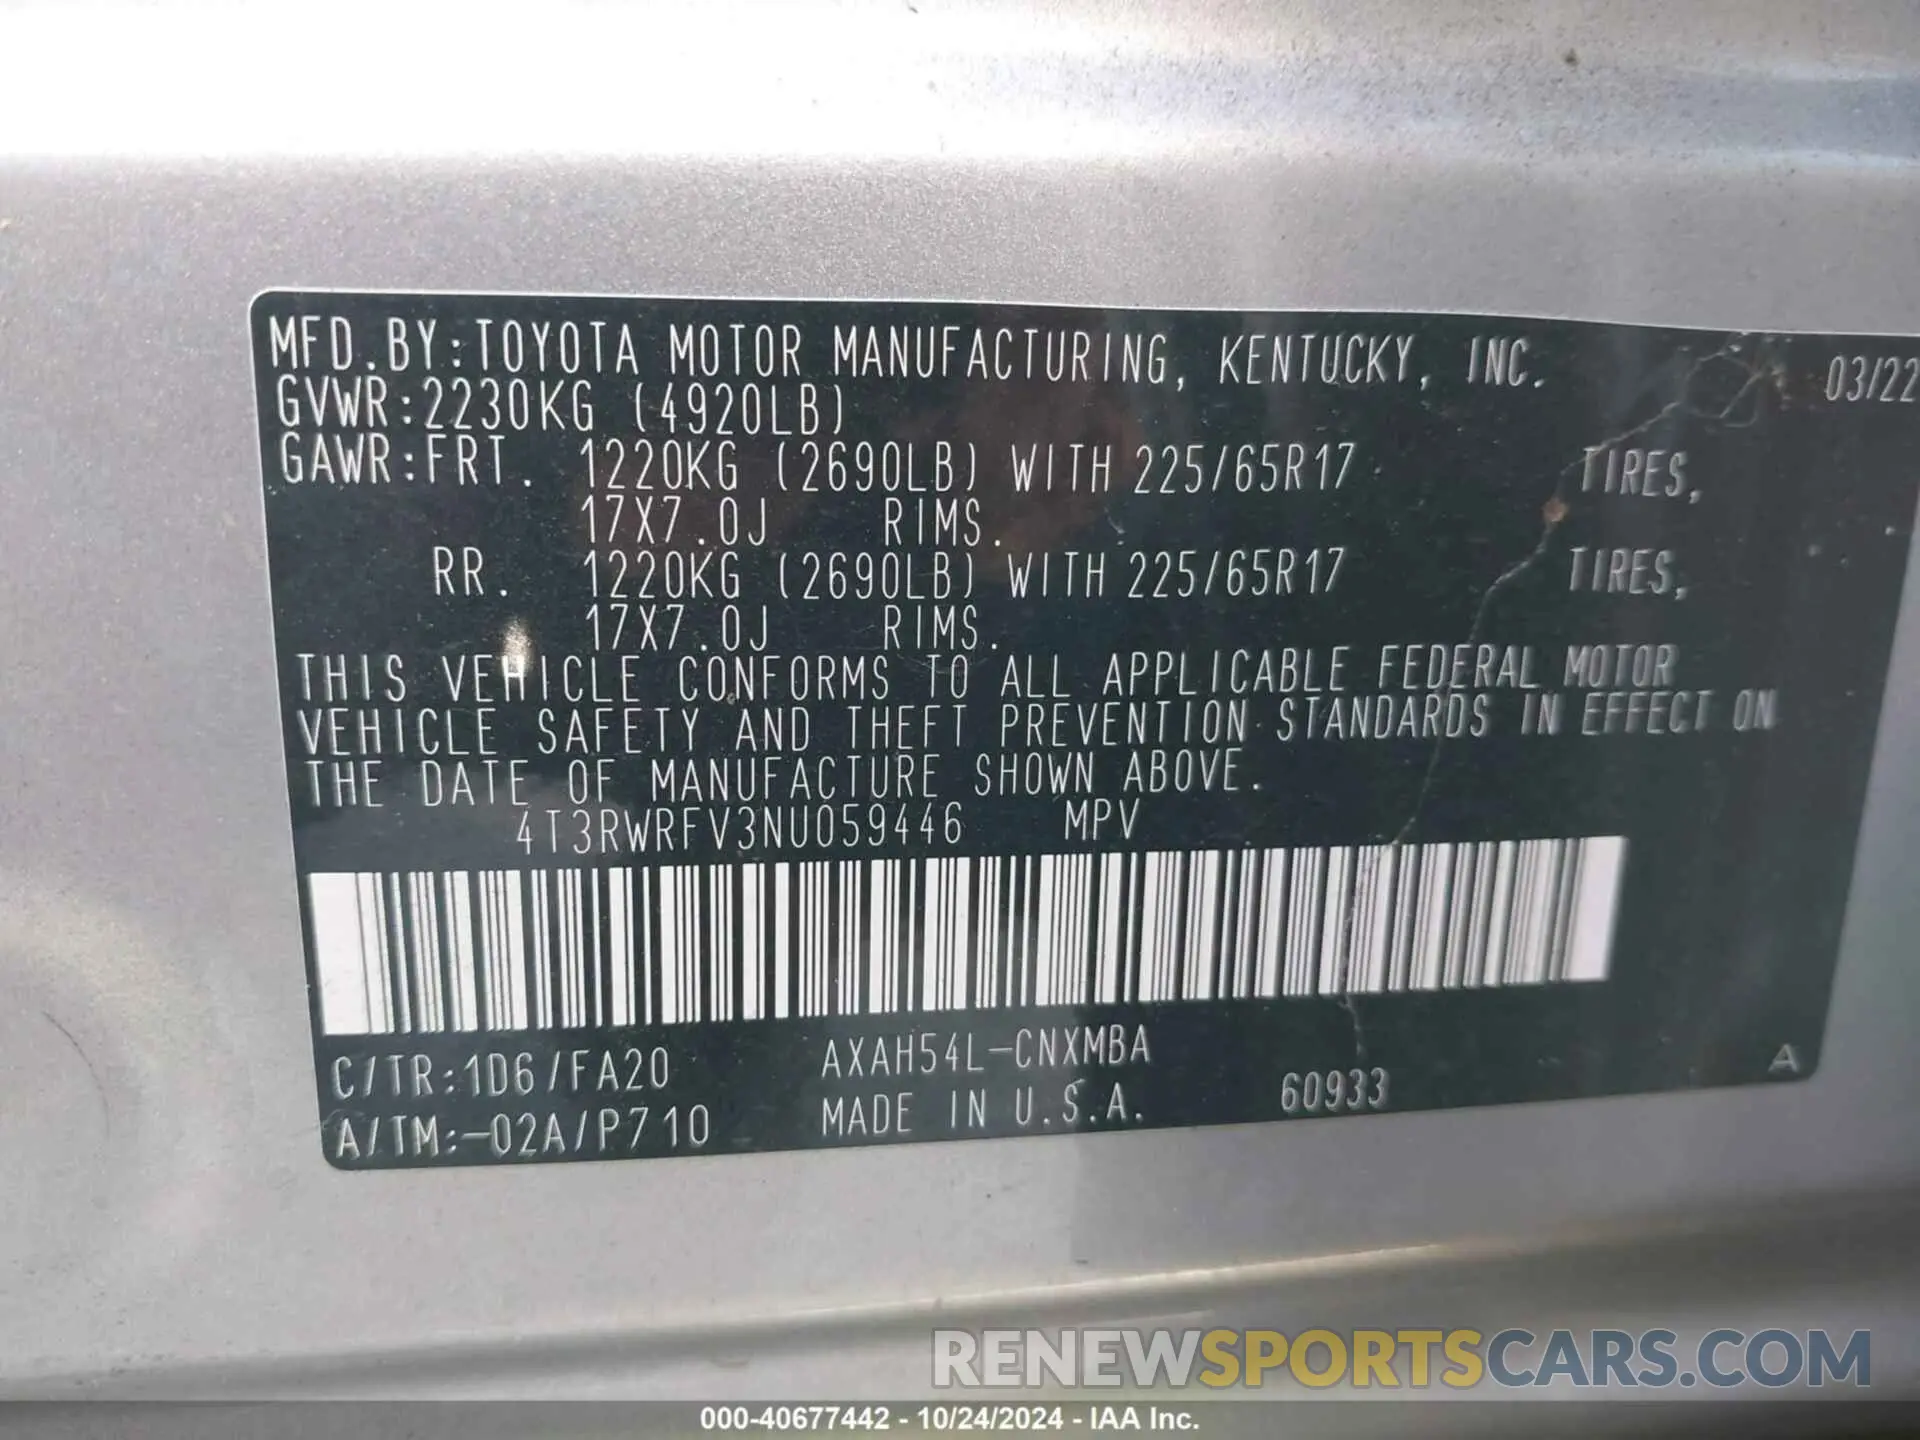 MFD.BY:TOYOTA MOTOR MANUFACTURING, KENTUCKY, INC. 03/22
GVWR:2230KG (4920LB)
GAWR:FRT. 1220KG (2690LB) WITH 225/65R17 TIRES,
17X7.0J RIMS.
RR. 1220KG (2690LB) WITH 225/65R17 TIRES,
17X7.0J RIMS.
THIS VEHICLE CONFORMS TO ALL APPLICABLE FEDERAL MOTOR
VEHICLE SAFETY AND THEFT PREVENTION STANDARDS IN EFFECT ON
THE DATE OF MANUFACTURE SHOWN ABOVE.
4T3RWRFV3NU059446 MPV
C/TR:1D6/FA20 AXAH54L-CNXMBA
A/TM:-02A/P710 MADE IN U.S.A. 60933 A
RENEWSPORTSCARS.COM
000-40677442 - 10/24/2024 - IAA Inc.